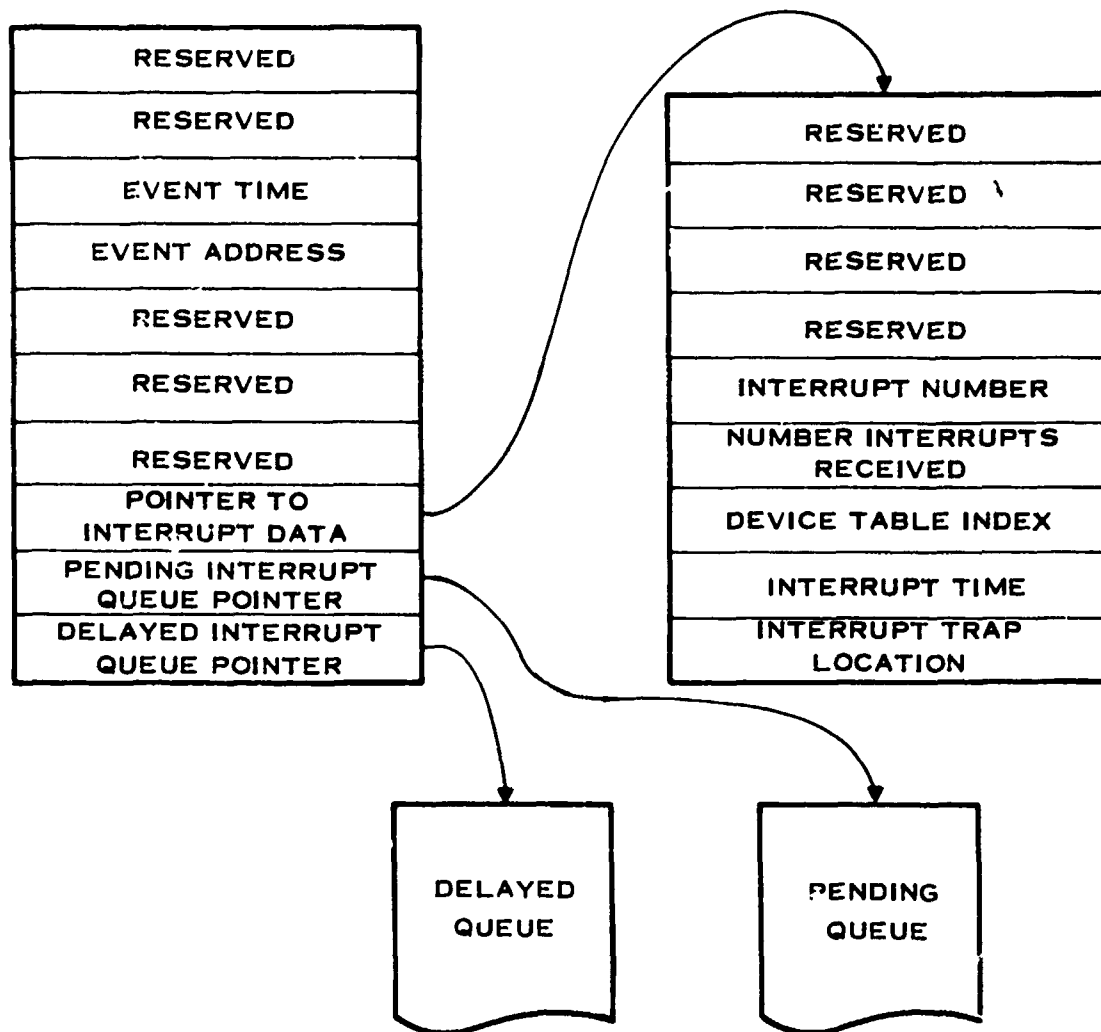 RESERVED
RESERVED
EVENT TIME
EVENT ADDRESS
RESERVED
RESERVED
RESERVED
POINTER TO
INTERRUPT DATA
PENDING INTERRUPT
QUEUE POINTER
DELAYED INTERRUPT
QUEUE POINTER
RESERVED
RESERVED
RESERVED
RESERVED
INTERRUPT NUMBER
NUMBER INTERRUPTS
RECEIVED
DEVICE TABLE INDEX
INTERRUPT TIME
INTERRUPT TRAP
LOCATION
DELAYED
QUEUE
PENDING
QUEUE